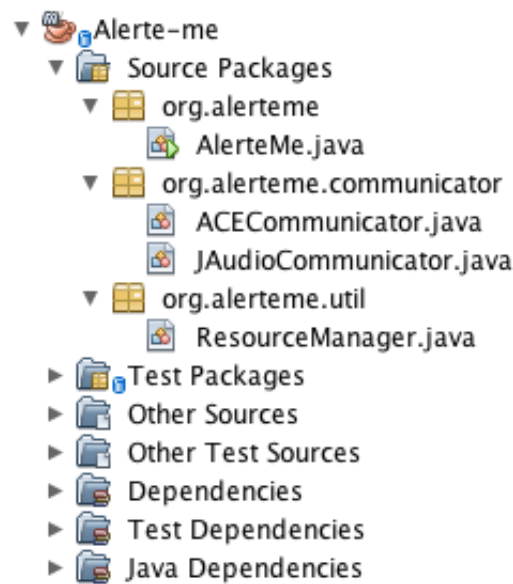 Alerte-me
Source Packages
org.alerteme
AlerteMe.java
org.alerteme.communicator
ACECommunicator.java
JAudioCommunicator.java
org.alerteme.util
ResourceManager.java
Test Packages
Other Sources
Other Test Sources
Dependencies
Test Dependencies
Java Dependencies